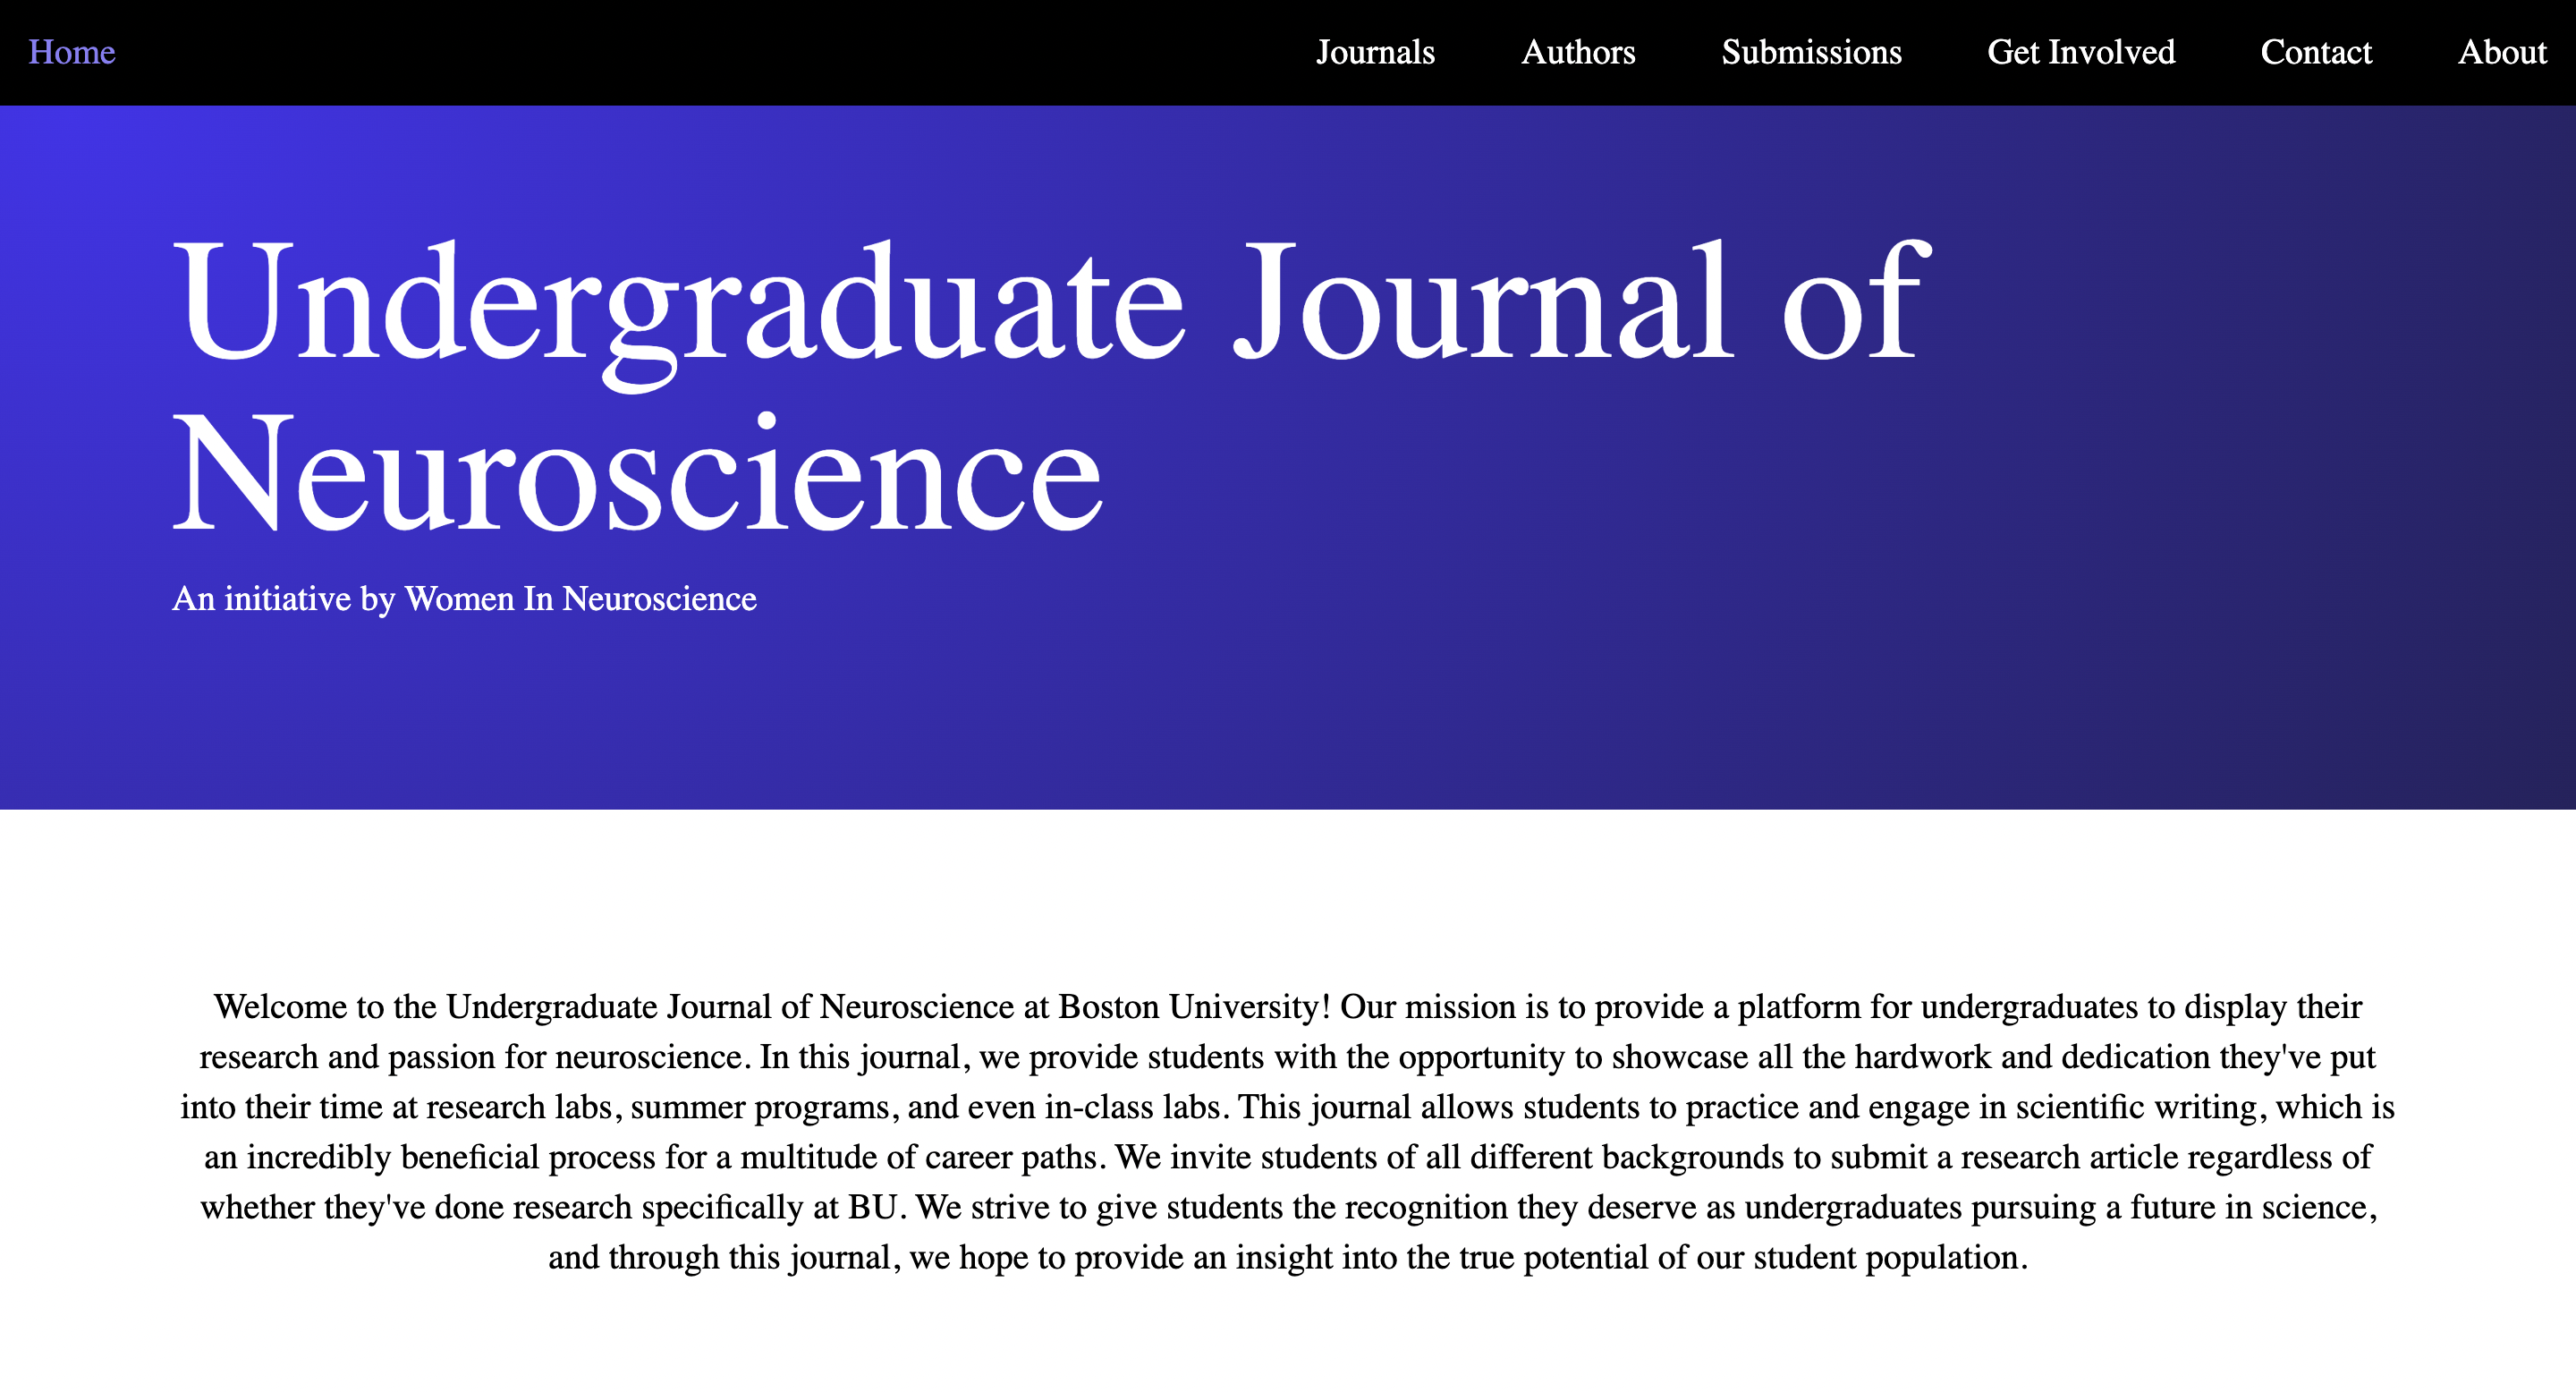 Home
Journals
Authors
Submissions
Get Involved
Contact
About
Undergraduate Journal of
Neuroscience
An initiative by Women In Neuroscience
Welcome to the Undergraduate Journal of Neuroscience at Boston University! Our mission is to provide a platform for undergraduates to display their
research and passion for neuroscience. In this journal, we provide students with the opportunity to showcase all the hardwork and dedication they've put
into their time at research labs, summer programs, and even in-class labs. This journal allows students to practice and engage in scientific writing, which is
an incredibly beneficial process for a multitude of career paths. We invite students of all different backgrounds to submit a research article regardless of
whether they've done research specifically at BU. We strive to give students the recognition they deserve as undergraduates pursuing a future in science,
and through this journal, we hope to provide an insight into the true potential of our student population.